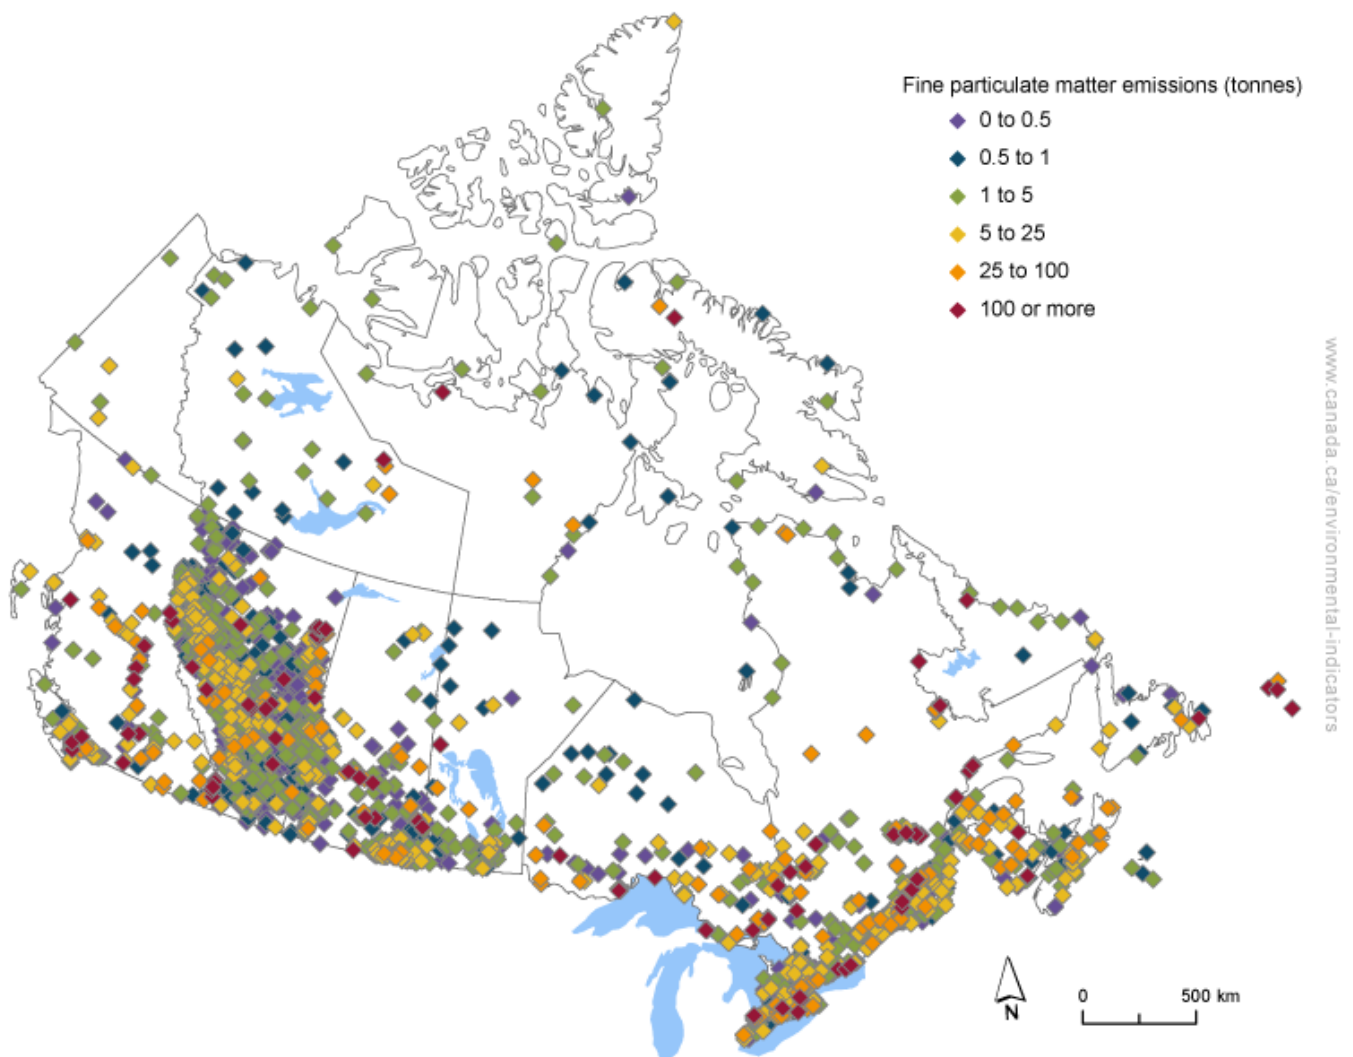 Fine particulate matter emissions (tonnes)
0 to 0.5
0.5 to 1
1 to 5
5 to 25
25 to 100
100 or more
www.canada.ca/environmental-indicators
N
0 500 km